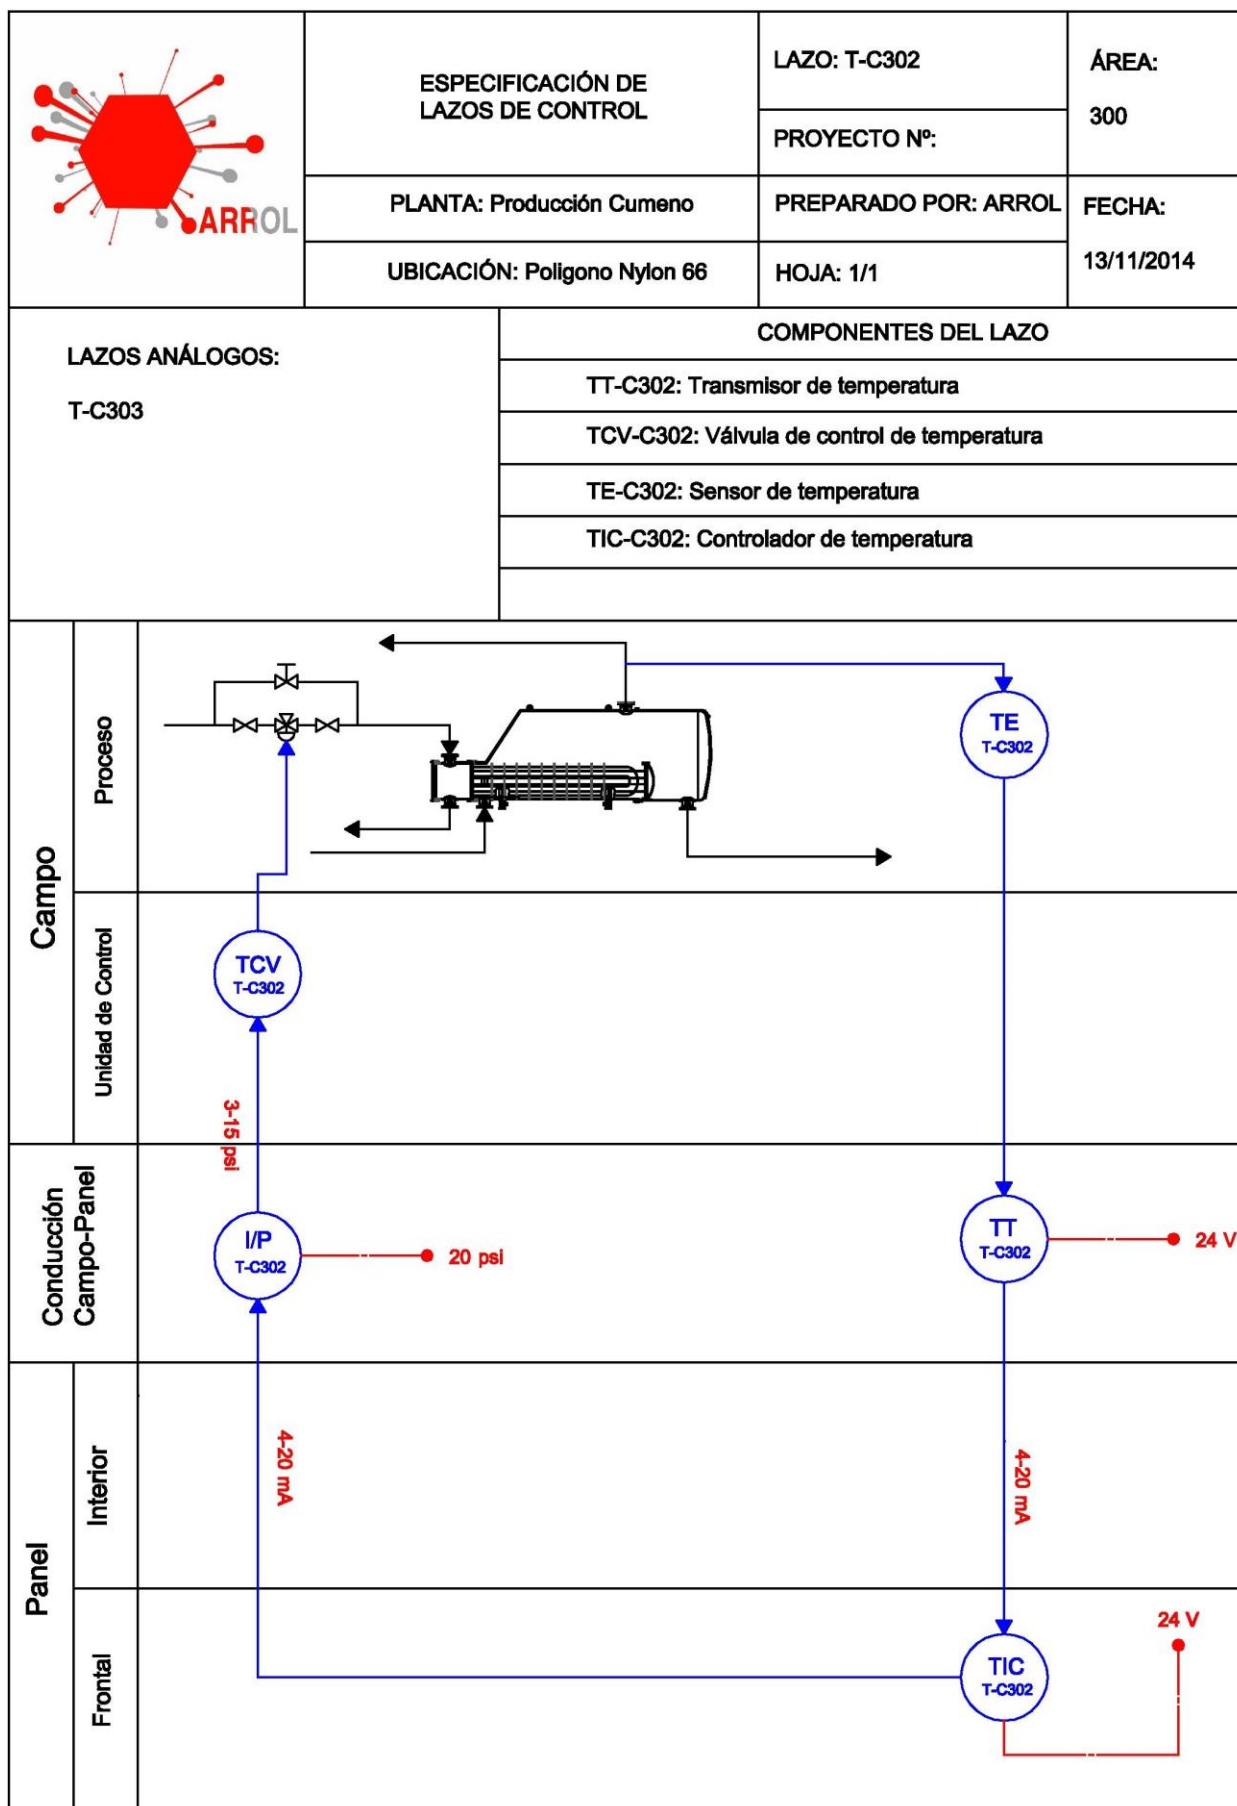 ARROL
ESPECIFICACIÓN DE
LAZOS DE CONTROL
LAZO: T-C302
ÁREA:
300
PROYECTO Nº:
PLANTA: Producción Cumeno
PREPARADO POR: ARROL
FECHA:
13/11/2014
UBICACIÓN: Poligono Nylon 66
HOJA: 1/1
LAZOS ANÁLOGOS:
T-C303
COMPONENTES DEL LAZO
TT-C302: Transmisor de temperatura
TCV-C302: Válvula de control de temperatura
TE-C302: Sensor de temperatura
TIC-C302: Controlador de temperatura
Campo
Proceso
TE
T-C302
Unidad de Control
TCV
T-C302
3-15 psi
Conducción
Campo-Panel
I/P
T-C302
20 psi
TT
T-C302
24 V
Panel
Interior
4-20 mA
4-20 mA
Frontal
TIC
T-C302
24 V